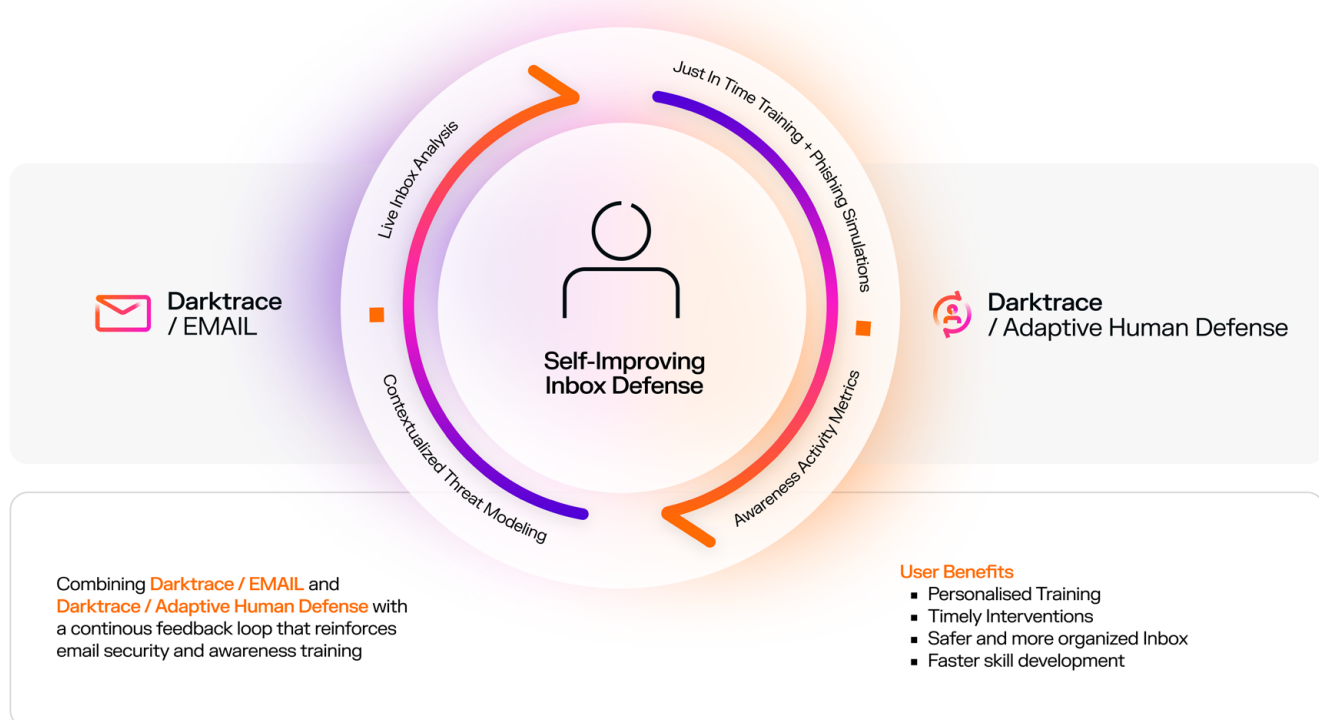 Just In Time Training + Phishing Simulations
Live Inbox Analysis
Darktrace
/ EMAIL
Self-Improving
Inbox Defense
Darktrace
/ Adaptive Human Defense
Contextualized Threat Modeling
Awareness Activity Metrics
Combining Darktrace / EMAIL and
Darktrace / Adaptive Human Defense with
a continous feedback loop that reinforces
email security and awareness training
User Benefits
Personalised Training
Timely Interventions
Safer and more organized Inbox
Faster skill development